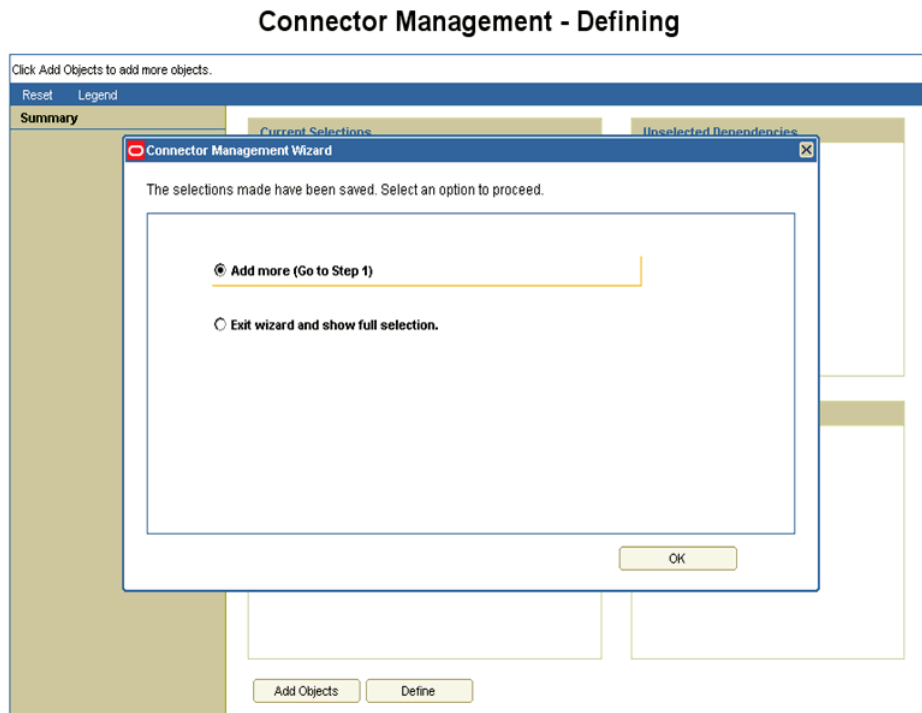 Connector Management - Defining
Click Add Objects to add more objects.
Reset Legend
Summary
Current Selections
Unselected Dependencies
Connector Management Wizard
The selections made have been saved. Select an option to proceed.
Add more (Go to Step 1)
Exit wizard and show full selection.
OK
Add Objects
Define